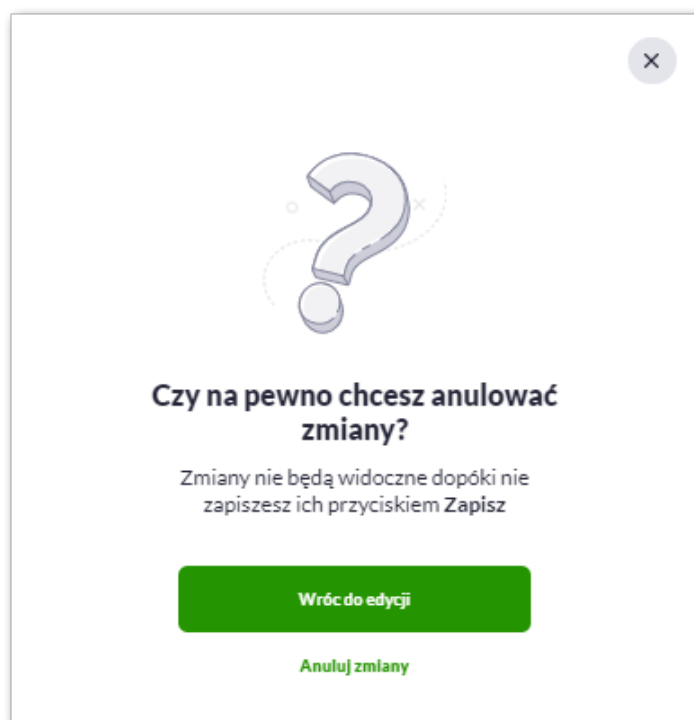 Czy na pewno chcesz anulować
zmiany?
Zmiany nie będą widoczne dopóki nie
zapiszesz ich przyciskiem Zapisz
Wróc do edycji
Anuluj zmiany